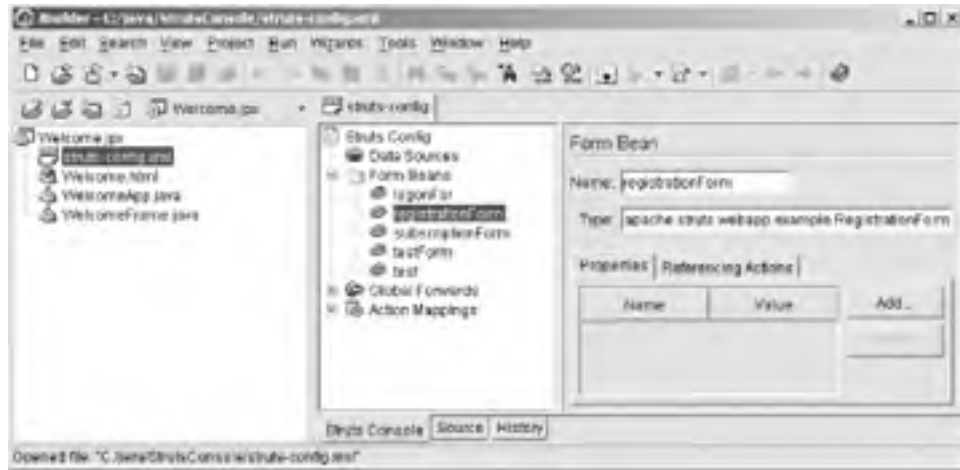 JBuilder - C:/java/StrutsConsole/struts-config.xml
File Edit Search View Project Run Wizards Tools Window Help
Welcome.jpx
struts-config
Welcome.jpx
struts-config.xml
Welcome.html
WelcomeApp.java
WelcomeFrame.java
Struts Config
Data Sources
Form Beans
logonFor
registrationForm
subscriptionForm
testForm
test
Global Forwards
Action Mappings
Form Bean
Name: registrationForm
Type: apache.struts.webapp.example.RegistrationForm
Properties Referencing Actions
Name Value Add...
Struts Console Source History
Opened file: "C:/java/StrutsConsole/struts-config.xml"